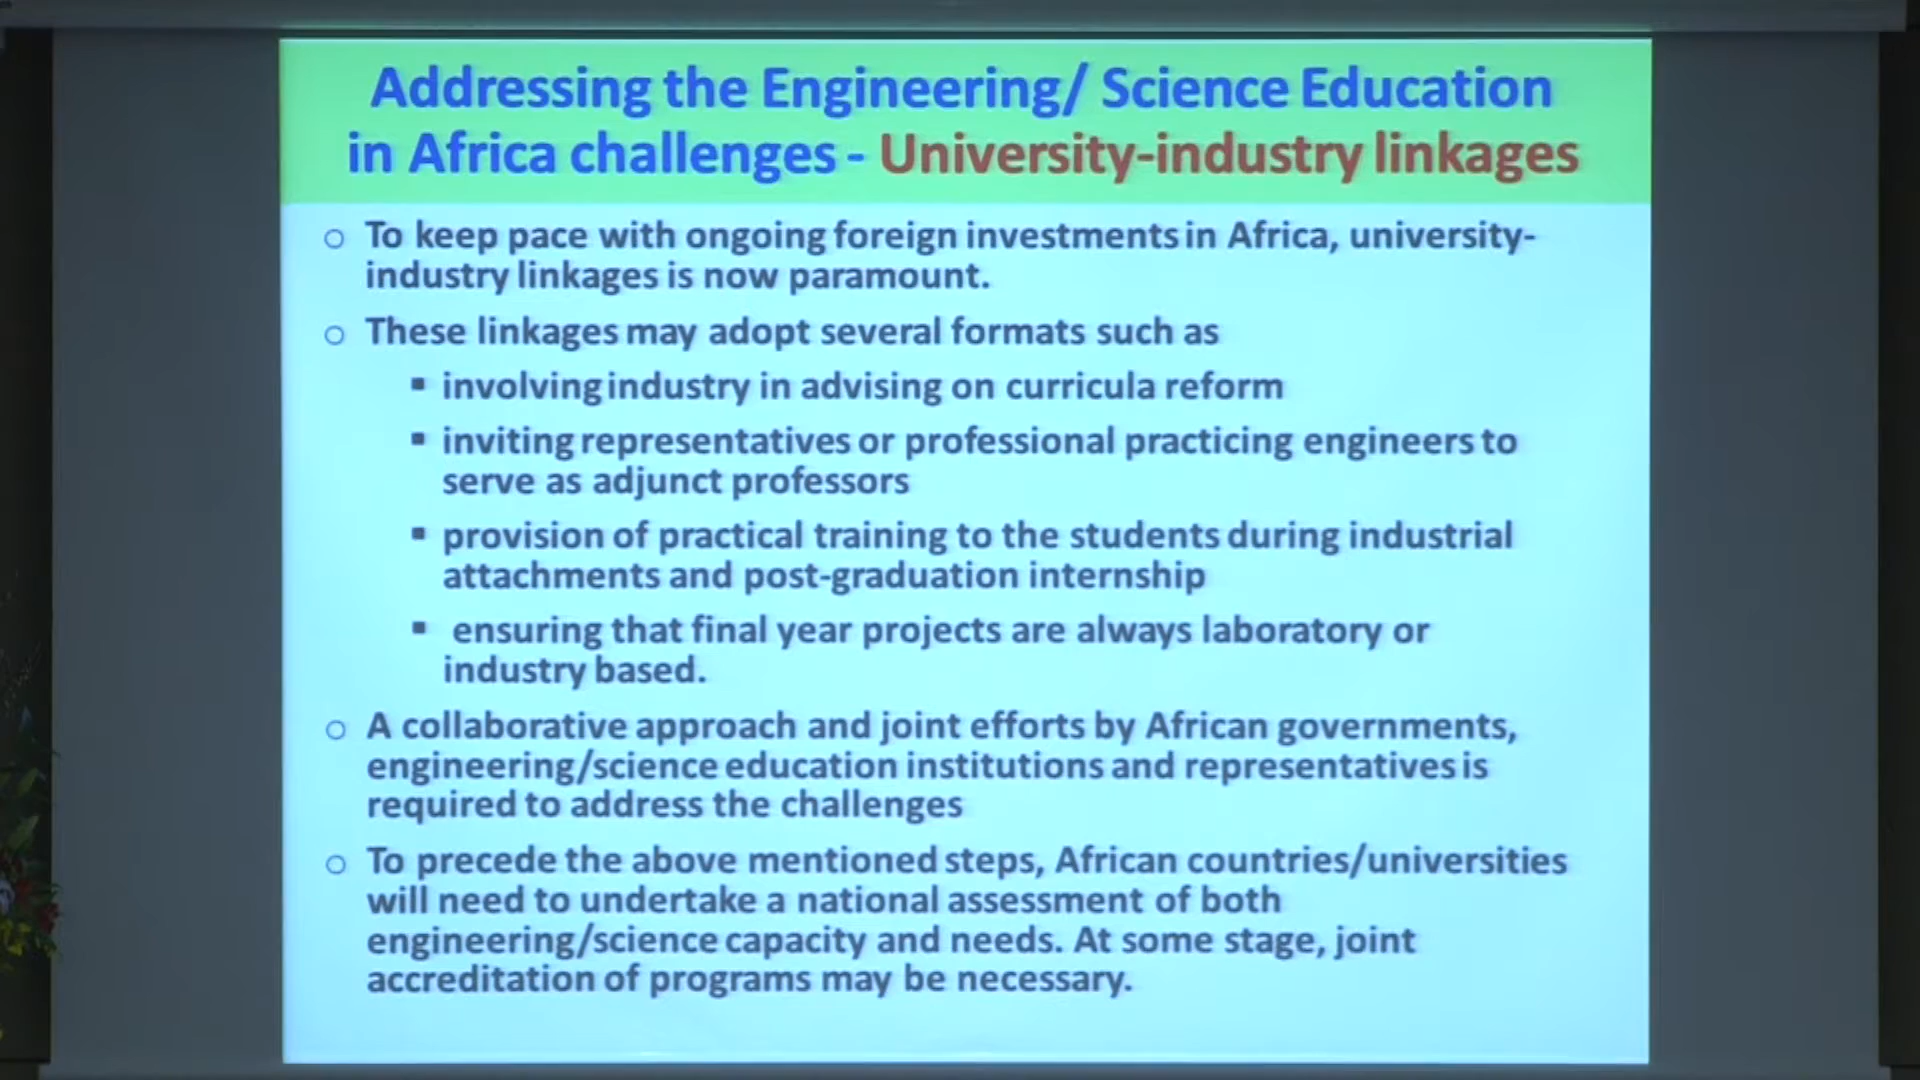 Addressing the Engineering/ Science Education
in Africa challenges - University-industry linkages
○ To keep pace with ongoing foreign investments in Africa, university-
industry linkages is now paramount.
○ These linkages may adopt several formats such as
▪ involving industry in advising on curricula reform
▪ inviting representatives or professional practicing engineers to
serve as adjunct professors
▪ provision of practical training to the students during industrial
attachments and post-graduation internship
▪ ensuring that final year projects are always laboratory or
industry based.
○ A collaborative approach and joint efforts by African governments,
engineering/science education institutions and representatives is
required to address the challenges
○ To precede the above mentioned steps, African countries/universities
will need to undertake a national assessment of both
engineering/science capacity and needs. At some stage, joint
accreditation of programs may be necessary.